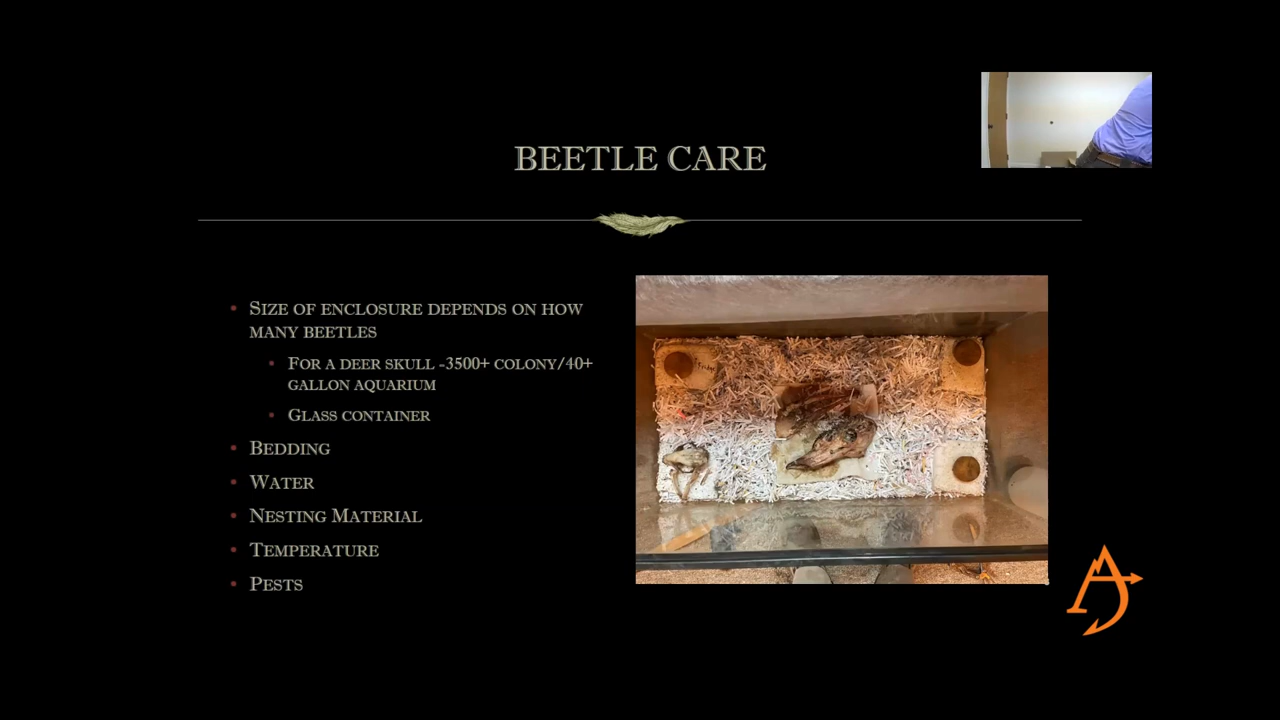 BEETLE CARE
SIZE OF ENCLOSURE DEPENDS ON HOW
MANY BEETLES
FOR A DEER SKULL -3500+ COLONY/40+
GALLON AQUARIUM
GLASS CONTAINER
BEDDING
WATER
NESTING MATERIAL
TEMPERATURE
PESTS